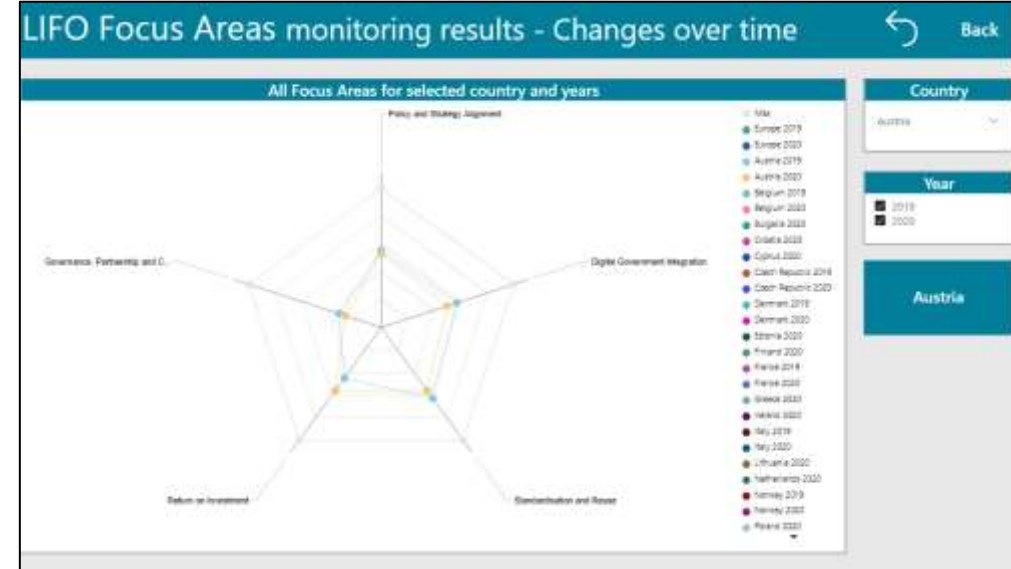 LIFO Focus Areas monitoring results - Changes over time
Back
All Focus Areas for selected country and years
Country
Austria
Year
2019
2020
Austria
Policy and Strategy Alignment
Governance, Partnership and C...
Digital Government Integration
Return on Investment
Standardisation and Reuse
Max
Europe 2019
Europe 2020
Austria 2019
Austria 2020
Belgium 2019
Belgium 2020
Bulgaria 2020
Croatia 2020
Cyprus 2020
Czech Republic 2019
Czech Republic 2020
Denmark 2019
Denmark 2020
Estonia 2020
Finland 2020
France 2019
France 2020
Greece 2020
Ireland 2020
Italy 2019
Italy 2020
Lithuania 2020
Netherlands 2020
Norway 2019
Norway 2020
Poland 2020